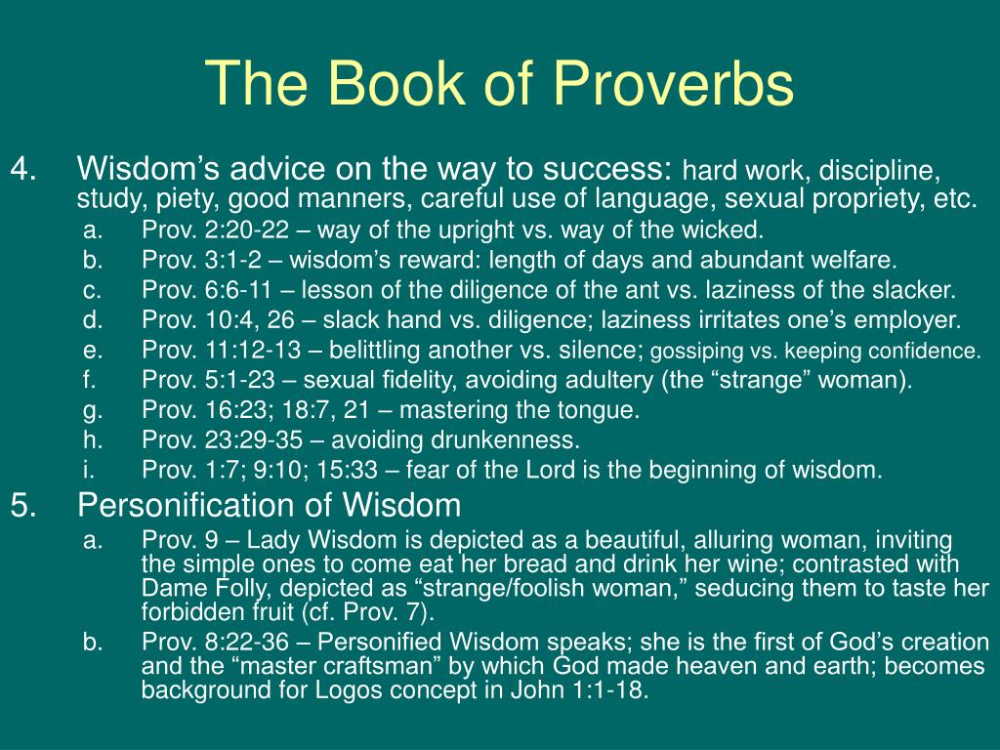 The Book of Proverbs
4. Wisdom’s advice on the way to success: hard work, discipline,
study, piety, good manners, careful use of language, sexual propriety, etc.
a. Prov. 2:20-22 – way of the upright vs. way of the wicked.
b. Prov. 3:1-2 – wisdom’s reward: length of days and abundant welfare.
c. Prov. 6:6-11 – lesson of the diligence of the ant vs. laziness of the slacker.
d. Prov. 10:4, 26 – slack hand vs. diligence; laziness irritates one’s employer.
e. Prov. 11:12-13 – belittling another vs. silence; gossiping vs. keeping confidence.
f. Prov. 5:1-23 – sexual fidelity, avoiding adultery (the “strange” woman).
g. Prov. 16:23; 18:7, 21 – mastering the tongue.
h. Prov. 23:29-35 – avoiding drunkenness.
i. Prov. 1:7; 9:10; 15:33 – fear of the Lord is the beginning of wisdom.
5. Personification of Wisdom
a. Prov. 9 – Lady Wisdom is depicted as a beautiful, alluring woman, inviting
the simple ones to come eat her bread and drink her wine; contrasted with
Dame Folly, depicted as “strange/foolish woman,” seducing them to taste her
forbidden fruit (cf. Prov. 7).
b. Prov. 8:22-36 – Personified Wisdom speaks; she is the first of God’s creation
and the “master craftsman” by which God made heaven and earth; becomes
background for Logos concept in John 1:1-18.